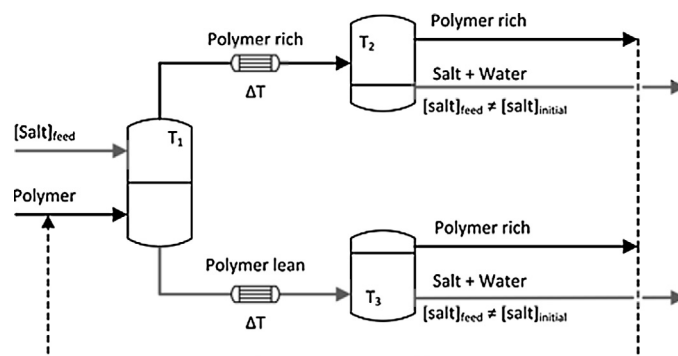 Polymer rich
ΔT
T2
Polymer rich
Salt + Water
[salt]feed ≠ [salt]initial
[Salt]feed
T1
Polymer
Polymer lean
ΔT
T3
Polymer rich
Salt + Water
[salt]feed ≠ [salt]initial